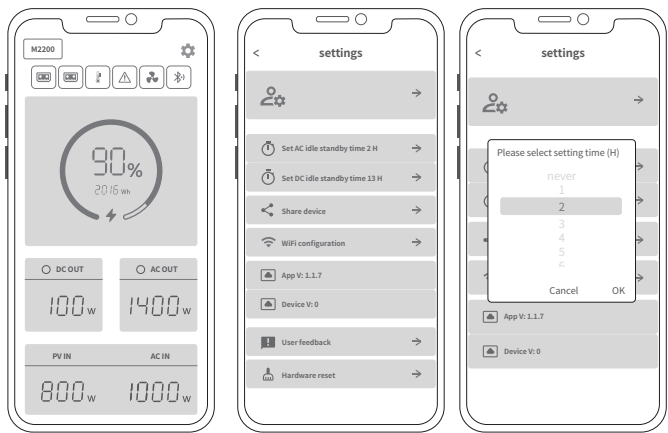 M2200
90%
2016 Wh
DC OUT
AC OUT
100 W
1400 W
PV IN
AC IN
800 W
1000 W
<
settings
Set AC idle standby time 2 H
Set DC idle standby time 13 H
Share device
WiFi configuration
App V: 1.1.7
Device V: 0
User feedback
Hardware reset
<
settings
Please select setting time (H)
never
1
2
3
4
5
Cancel
OK
App V: 1.1.7
Device V: 0